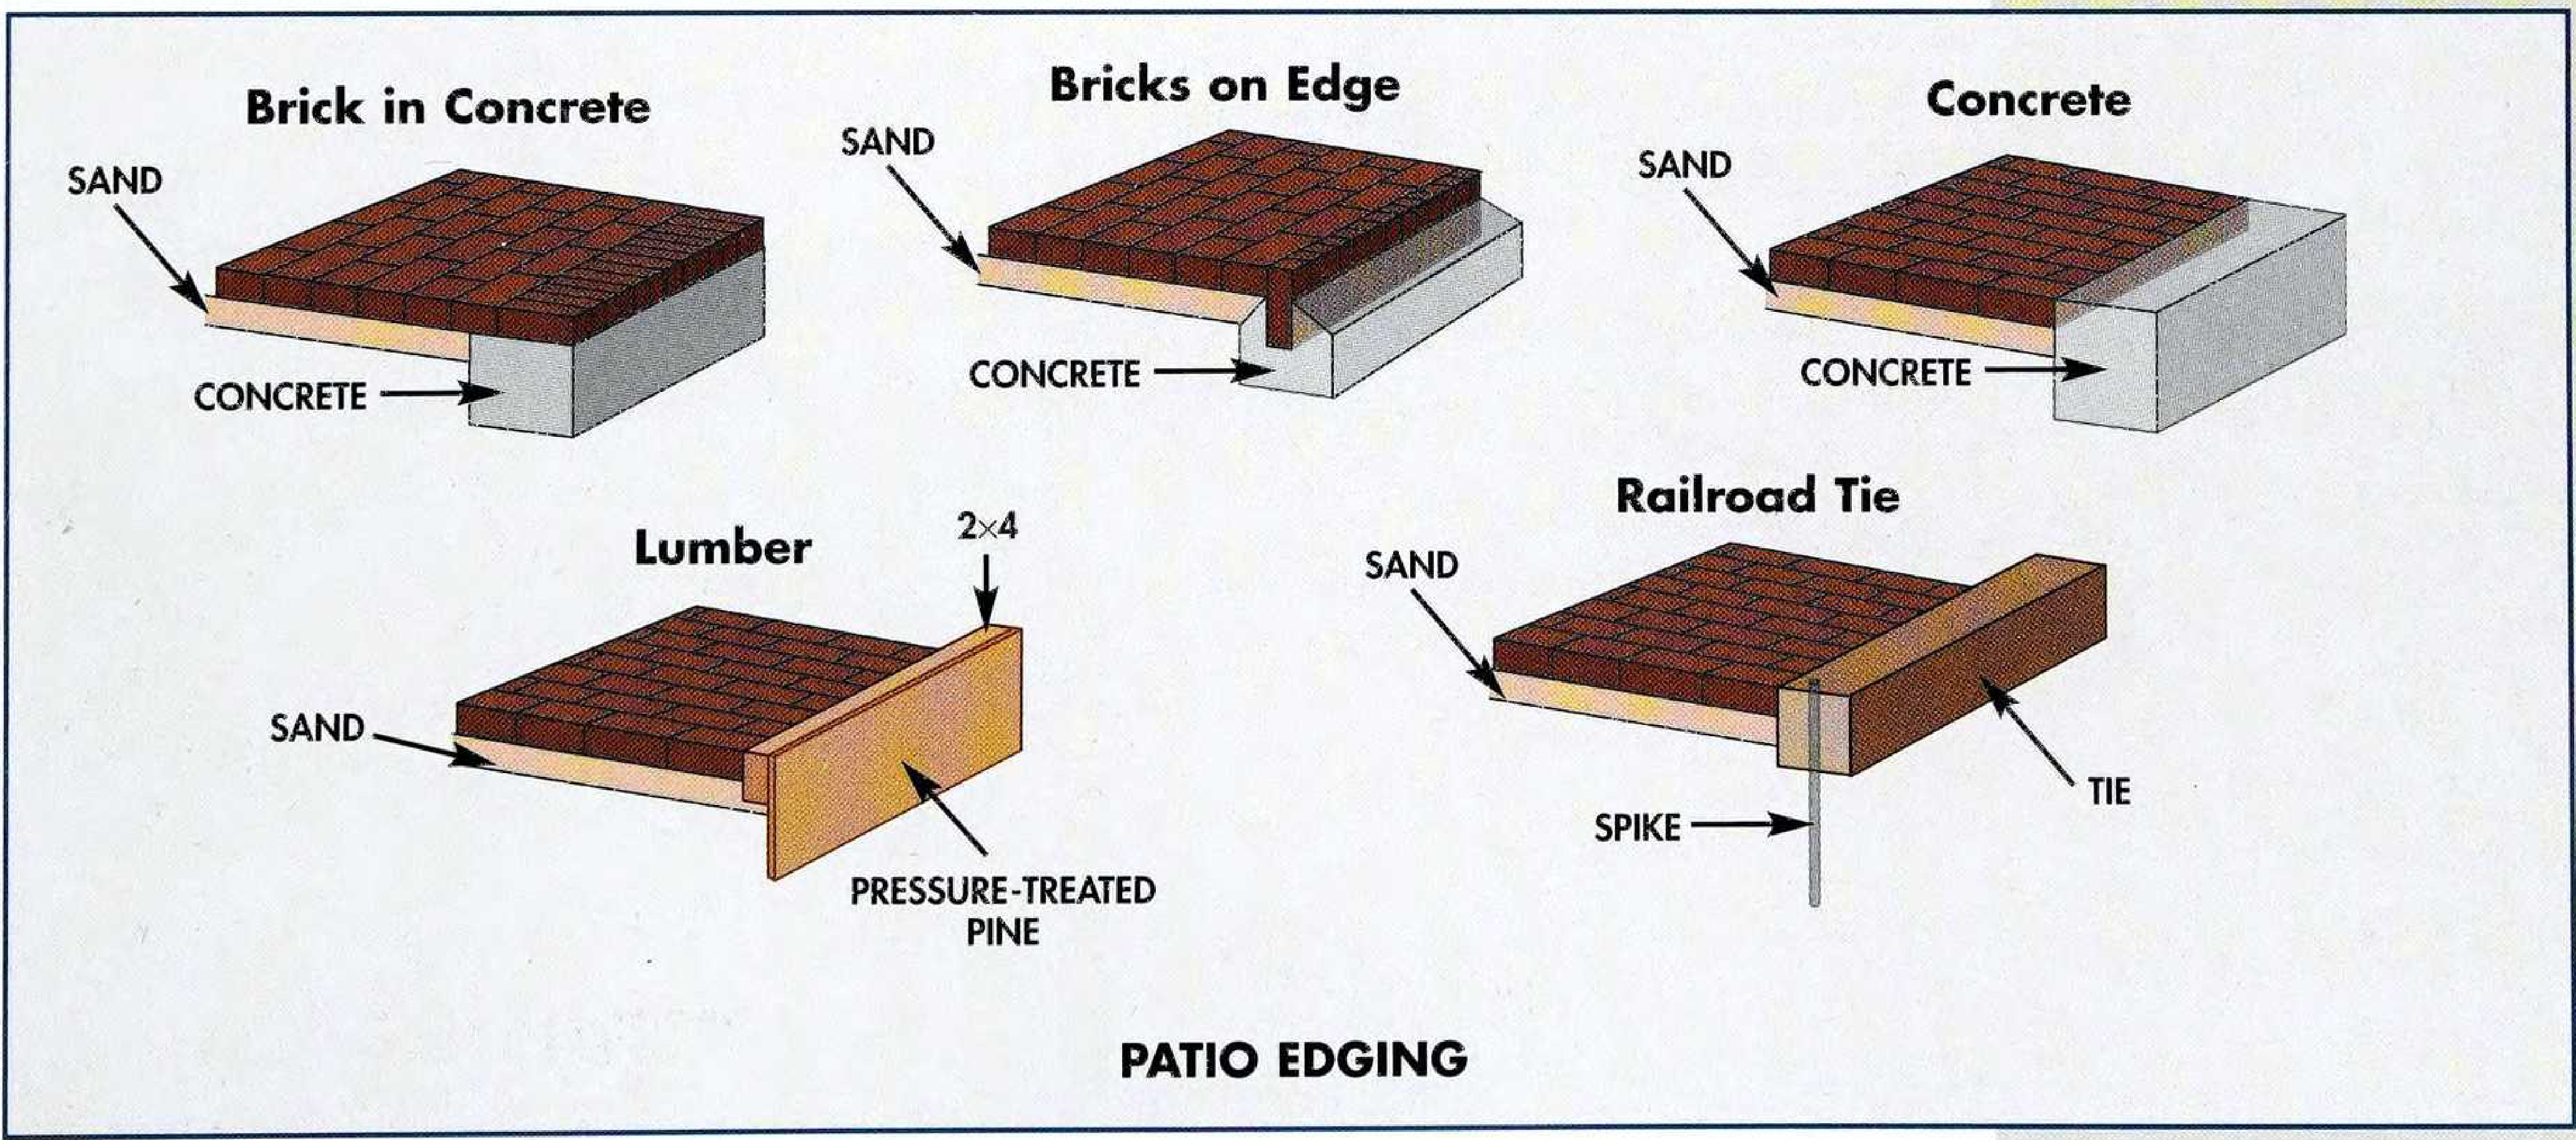 Brick in Concrete
SAND
CONCRETE
Bricks on Edge
SAND
CONCRETE
Concrete
SAND
CONCRETE
Lumber
2×4
SAND
PRESSURE-TREATED
PINE
Railroad Tie
SAND
SPIKE
TIE
PATIO EDGING